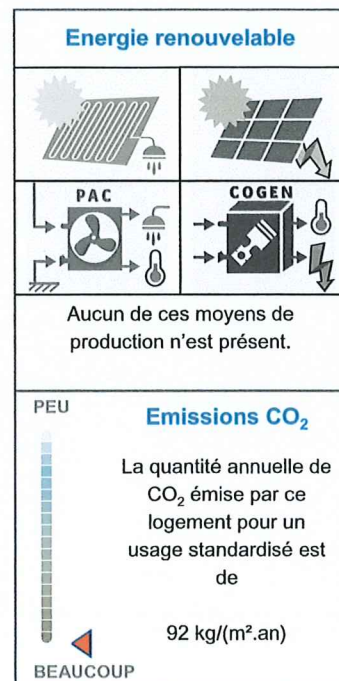 Energie renouvelable
PAC
COGEN
Aucun de ces moyens de
production n'est présent.
PEU
Emissions CO₂
La quantité annuelle de
CO₂ émise par ce
logement pour un
usage standardisé est
de
92 kg/(m².an)
BEAUCOUP